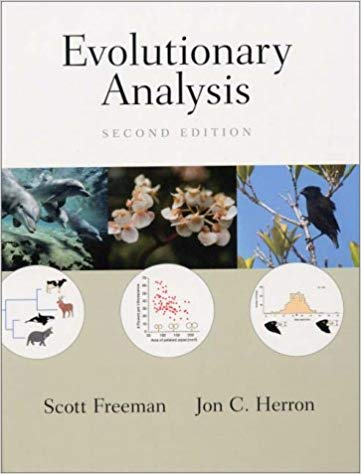 Evolutionary
Analysis
SECOND EDITION
Scott Freeman Jon C. Herron